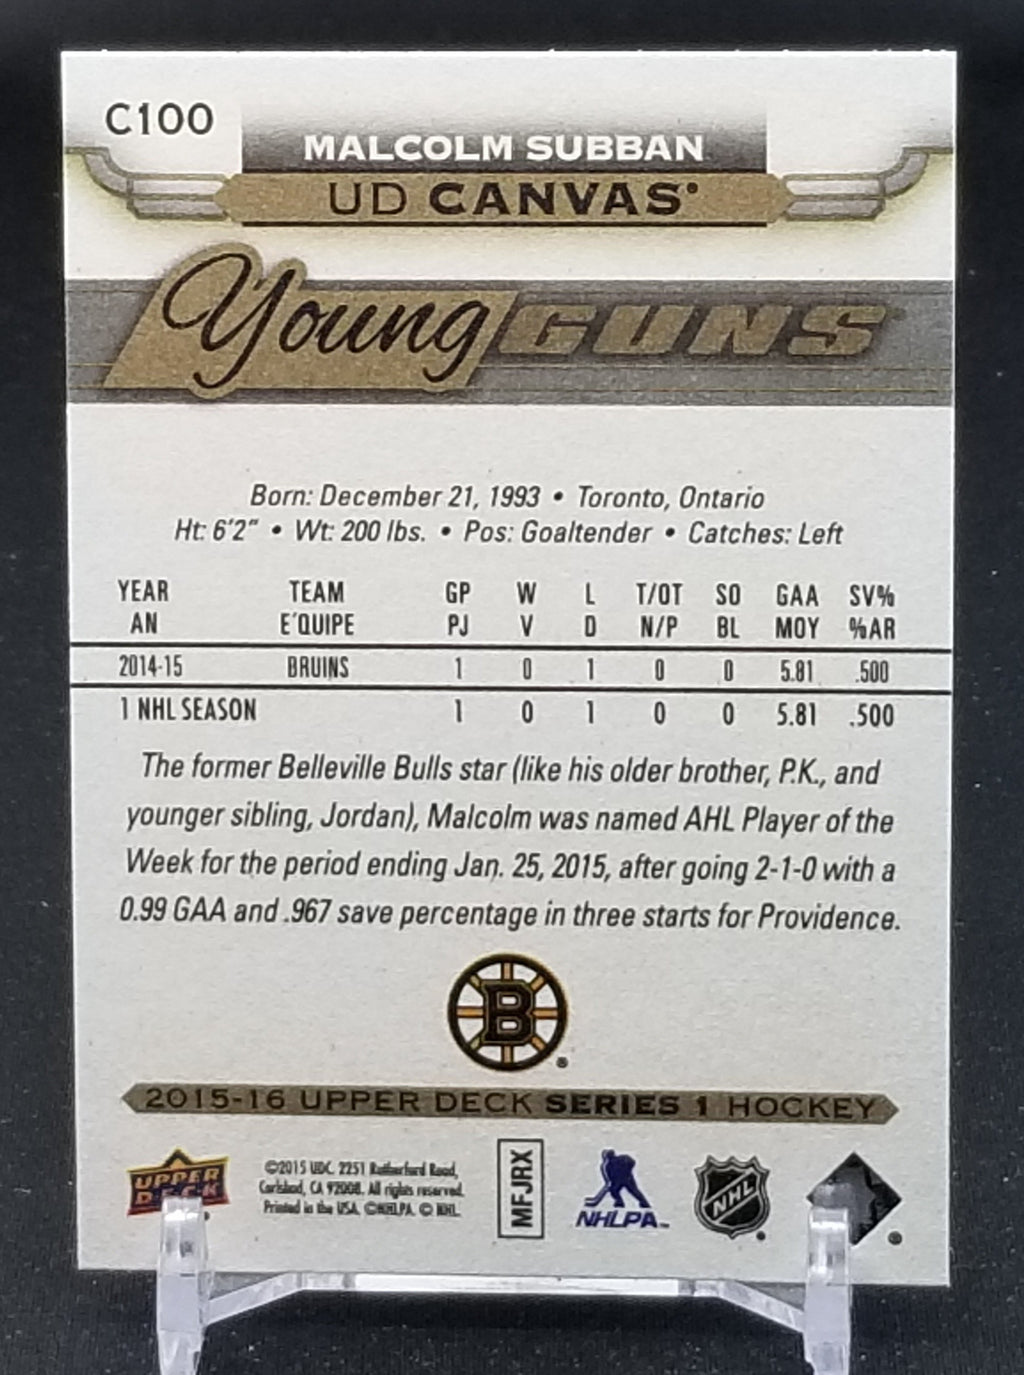 C100
MALCOLM SUBBAN
UD CANVAS
Young GUNS
Born: December 21, 1993 • Toronto, Ontario
Ht: 6'2" • Wt: 200 lbs. • Pos: Goaltender • Catches: Left
YEAR TEAM GP W L T/OT SO GAA SV%
AN E'QUIPE PJ V D N/P BL MOY %AR
2014-15 BRUINS 1 0 1 0 0 5.81 .500
1 NHL SEASON 1 0 1 0 0 5.81 .500
The former Belleville Bulls star (like his older brother, P.K., and
younger sibling, Jordan), Malcolm was named AHL Player of the
Week for the period ending Jan. 25, 2015, after going 2-1-0 with a
0.99 GAA and .967 save percentage in three starts for Providence.
B
2015-16 UPPER DECK SERIES 1 HOCKEY
UPPER DECK
©2015 UDC. 2251 Rutherford Road,
Carlsbad, CA 92008. All rights reserved.
Printed in the USA. ©NHLPA. © NHL.
MFJRX
NHLPA™
NHL